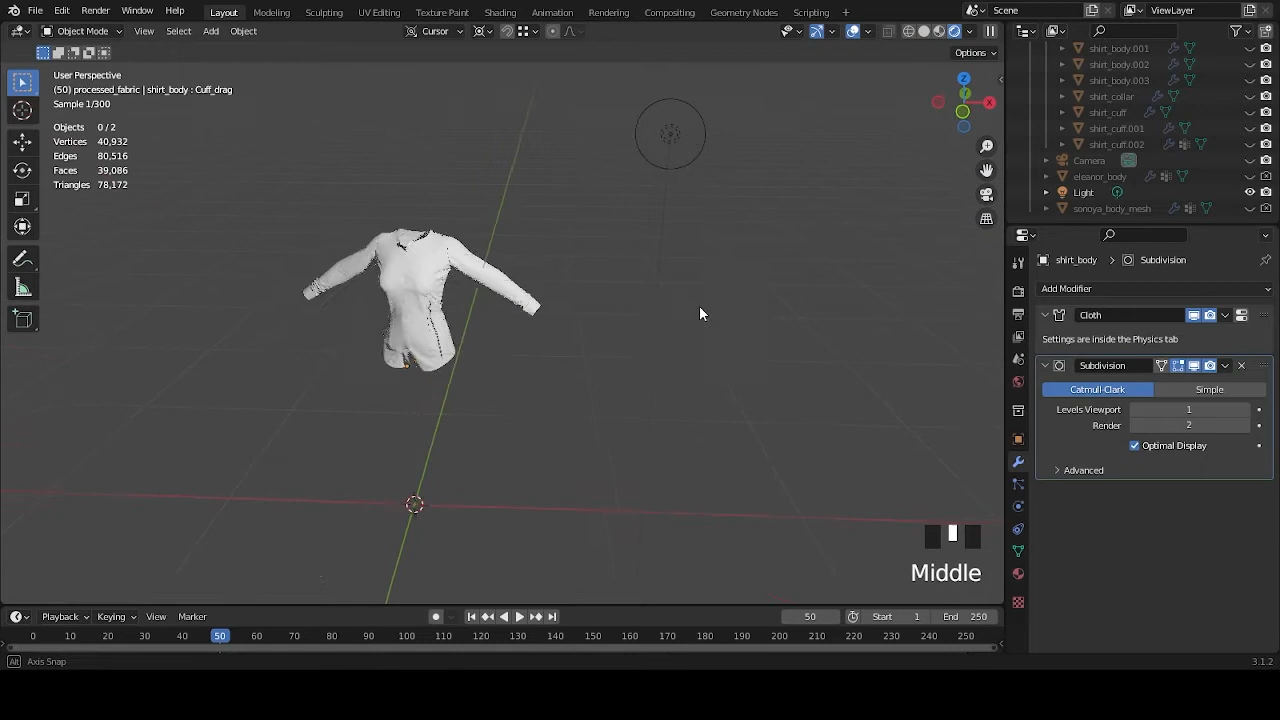 File Edit Render Window Help Layout Modeling Sculpting UV Editing Texture Paint Shading Animation Rendering Compositing Geometry Nodes Scripting + Scene ViewLayer
Object Mode View Select Add Object Cursor
Options
User Perspective
(50) processed_fabric | shirt_body : Cuff_drag
Sample 1/300
Objects 0 / 2
Vertices 40,932
Edges 80,516
Faces 39,086
Triangles 78,172
Z
X
shirt_body.001
shirt_body.002
shirt_body.003
shirt_collar
shirt_cuff
shirt_cuff.001
shirt_cuff.002
Camera
eleanor_body
Light
sonoya_body_mesh
shirt_body > Subdivision
Add Modifier
Cloth
Settings are inside the Physics tab
Subdivision
Catmull-Clark Simple
Levels Viewport 1
Render 2
Optimal Display
Advanced
Middle
Playback Keying View Marker 50 Start 1 End 250
0 10 20 30 40 50 60 70 80 90 100 110 120 130 140 150 160 170 180 190 200 210 220 230 240 250
Alt Axis Snap 3.1.2